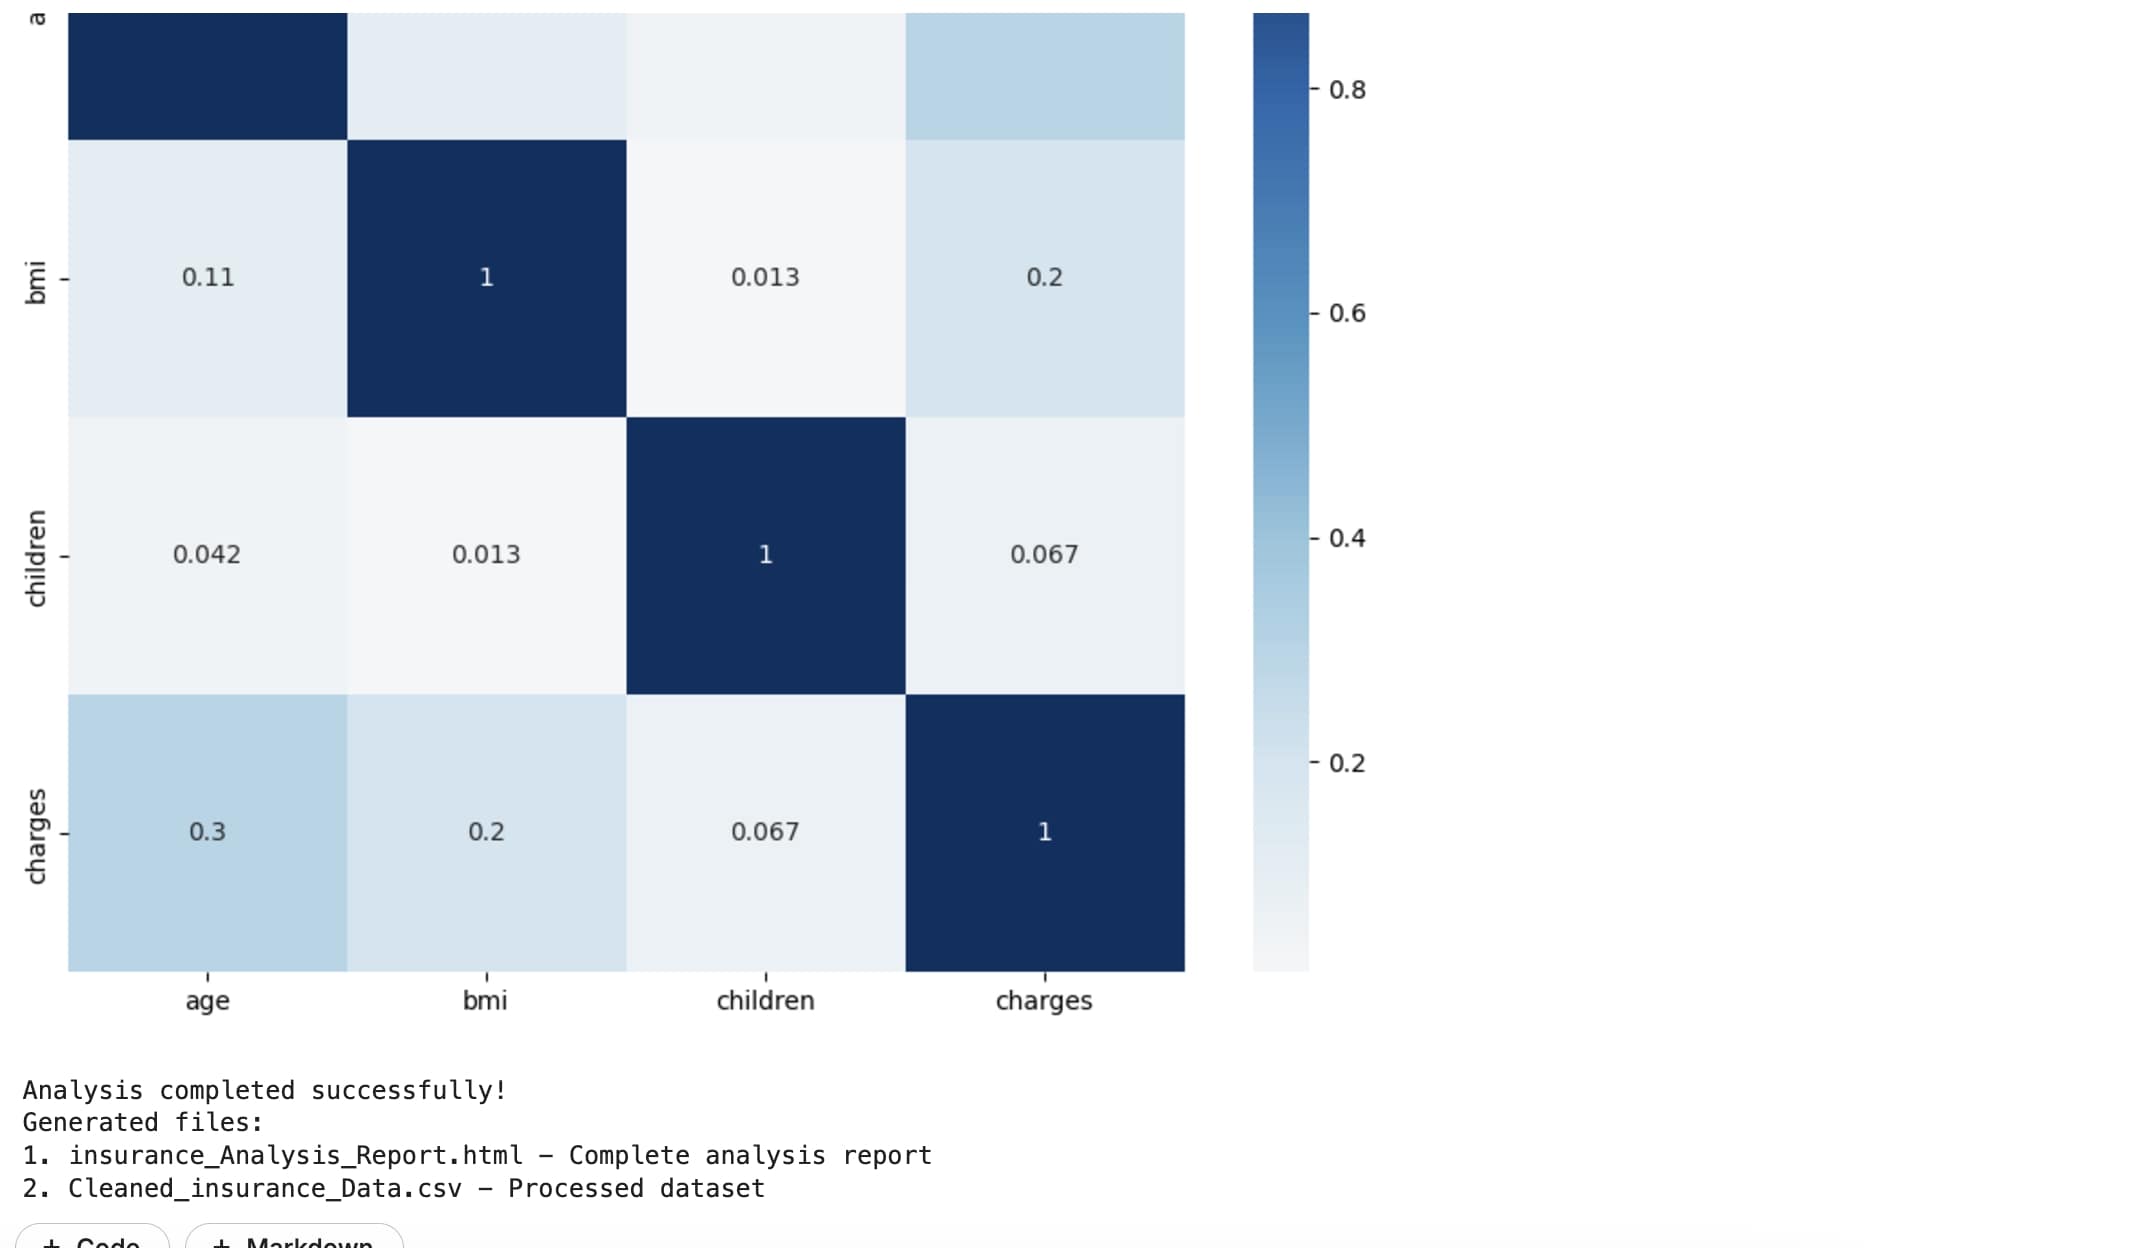 0.8
bmi
0.11 1 0.013 0.2
0.6
children
0.042 0.013 1 0.067
0.4
charges
0.3 0.2 0.067 1
0.2
age bmi children charges
Analysis completed successfully!
Generated files:
1. insurance_Analysis_Report.html – Complete analysis report
2. Cleaned_insurance_Data.csv – Processed dataset
+ Code + Markdown